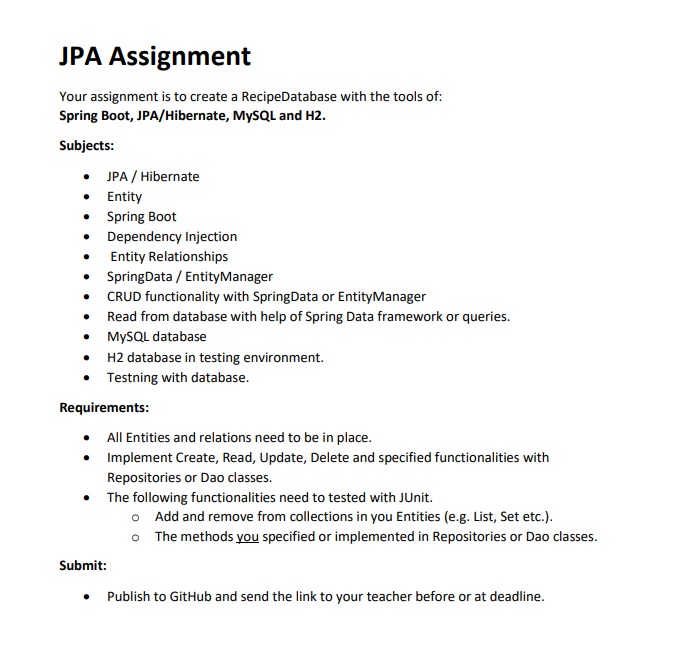 JPA Assignment
Your assignment is to create a RecipeDatabase with the tools of:
Spring Boot, JPA/Hibernate, MySQL and H2.
Subjects:
• JPA / Hibernate
• Entity
• Spring Boot
• Dependency Injection
• Entity Relationships
• SpringData / EntityManager
• CRUD functionality with SpringData or EntityManager
• Read from database with help of Spring Data framework or queries.
• MySQL database
• H2 database in testing environment.
• Testning with database.
Requirements:
• All Entities and relations need to be in place.
• Implement Create, Read, Update, Delete and specified functionalities with
Repositories or Dao classes.
• The following functionalities need to tested with JUnit.
o Add and remove from collections in you Entities (e.g. List, Set etc.).
o The methods you specified or implemented in Repositories or Dao classes.
Submit:
• Publish to GitHub and send the link to your teacher before or at deadline.